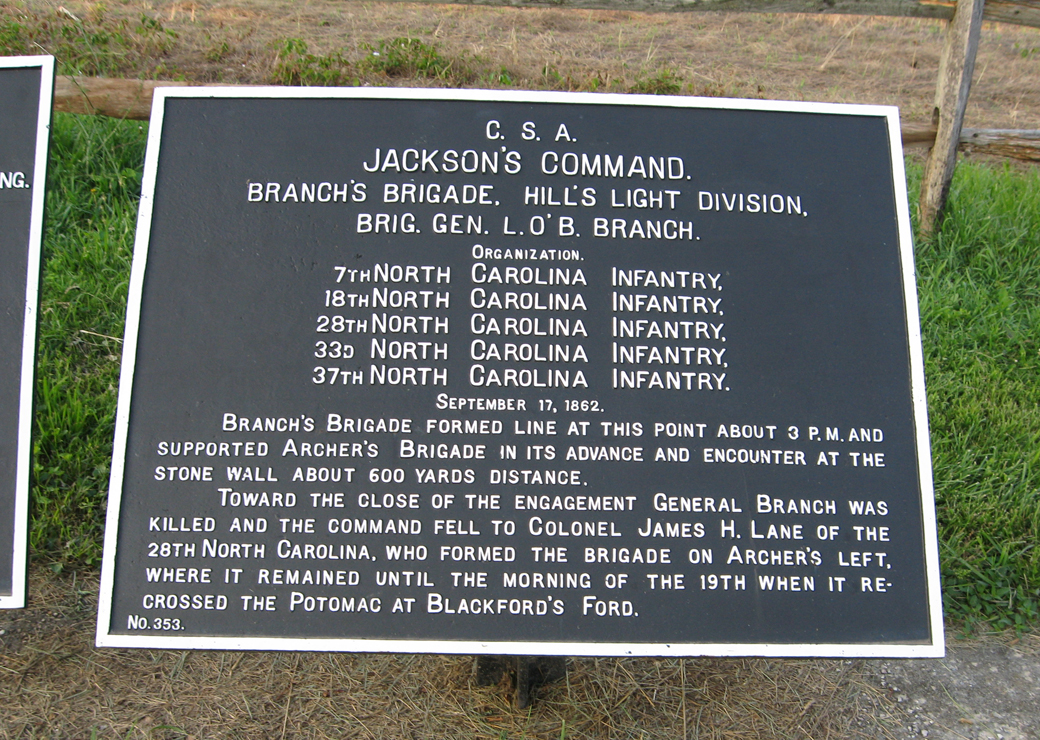 NG.
C. S. A.
JACKSON'S COMMAND.
BRANCH'S BRIGADE, HILL'S LIGHT DIVISION,
BRIG. GEN. L. O'B. BRANCH.
ORGANIZATION.
7TH NORTH CAROLINA INFANTRY,
18TH NORTH CAROLINA INFANTRY,
28TH NORTH CAROLINA INFANTRY,
33D NORTH CAROLINA INFANTRY,
37TH NORTH CAROLINA INFANTRY.
SEPTEMBER 17, 1862.
BRANCH'S BRIGADE FORMED LINE AT THIS POINT ABOUT 3 P.M. AND
SUPPORTED ARCHER'S BRIGADE IN ITS ADVANCE AND ENCOUNTER AT THE
STONE WALL ABOUT 600 YARDS DISTANCE.
TOWARD THE CLOSE OF THE ENGAGEMENT GENERAL BRANCH WAS
KILLED AND THE COMMAND FELL TO COLONEL JAMES H. LANE OF THE
28TH NORTH CAROLINA, WHO FORMED THE BRIGADE ON ARCHER'S LEFT,
WHERE IT REMAINED UNTIL THE MORNING OF THE 19TH WHEN IT RE-
CROSSED THE POTOMAC AT BLACKFORD'S FORD.
NO. 353.